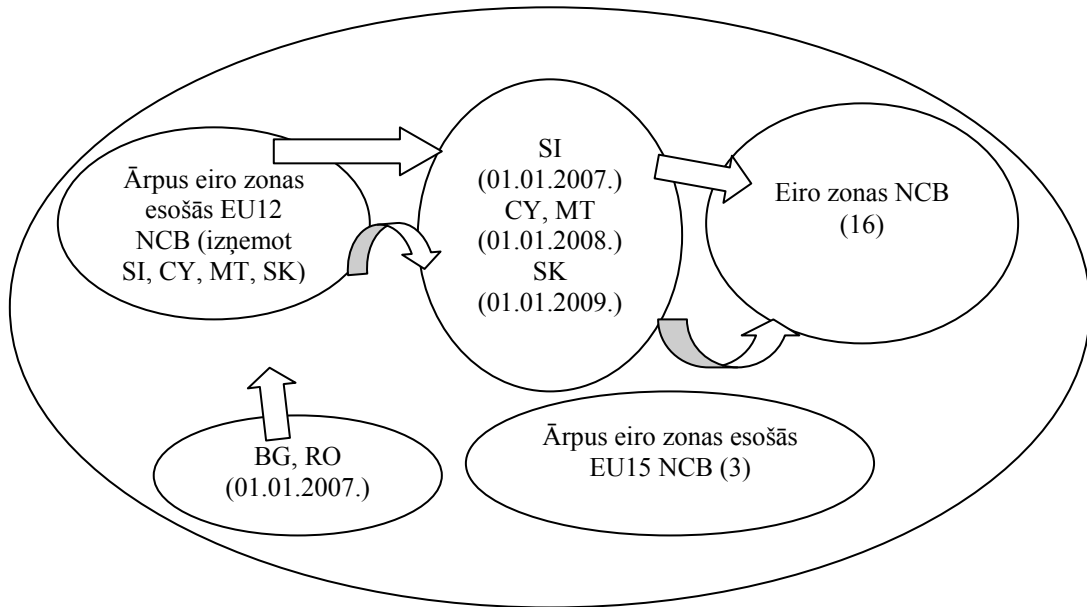 Ārpus eiro zonas
esošās EU12
NCB (izņemot
SI, CY, MT, SK)
SI
(01.01.2007.)
CY, MT
(01.01.2008.)
SK
(01.01.2009.)
Eiro zonas NCB
(16)
BG, RO
(01.01.2007.)
Ārpus eiro zonas esošās
EU15 NCB (3)